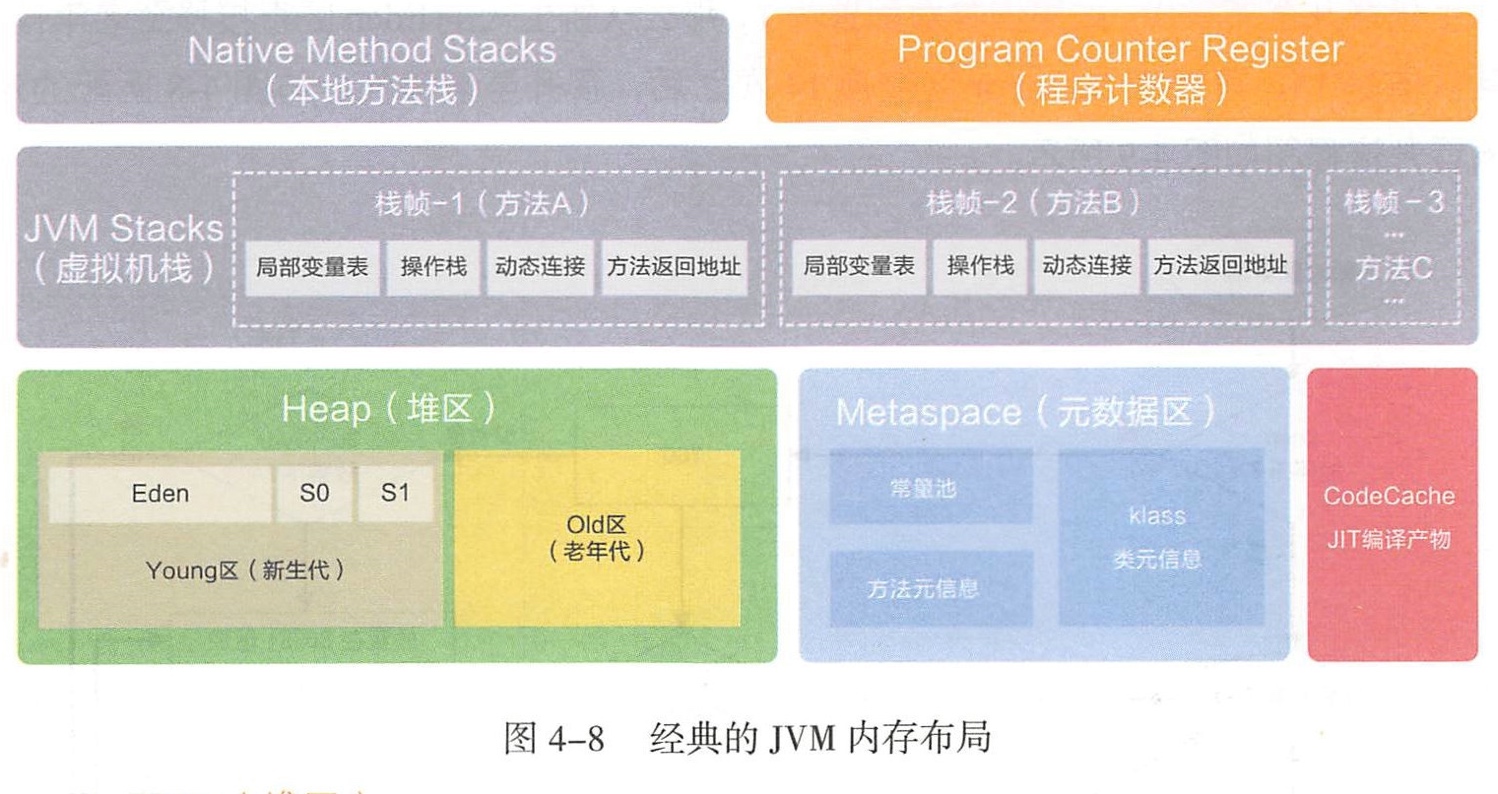 Native Method Stacks
（本地方法栈）
Program Counter Register
（程序计数器）
JVM Stacks
（虚拟机栈）
栈帧-1（方法A）
局部变量表
操作栈
动态连接
方法返回地址
栈帧-2（方法B）
局部变量表
操作栈
动态连接
方法返回地址
栈帧-3
...
方法C
...
Heap（堆区）
Eden
S0
S1
Young区（新生代）
Old区
（老年代）
Metaspace（元数据区）
常量池
方法元信息
klass
类元信息
CodeCache
JIT编译产物
图 4-8 经典的 JVM 内存布局